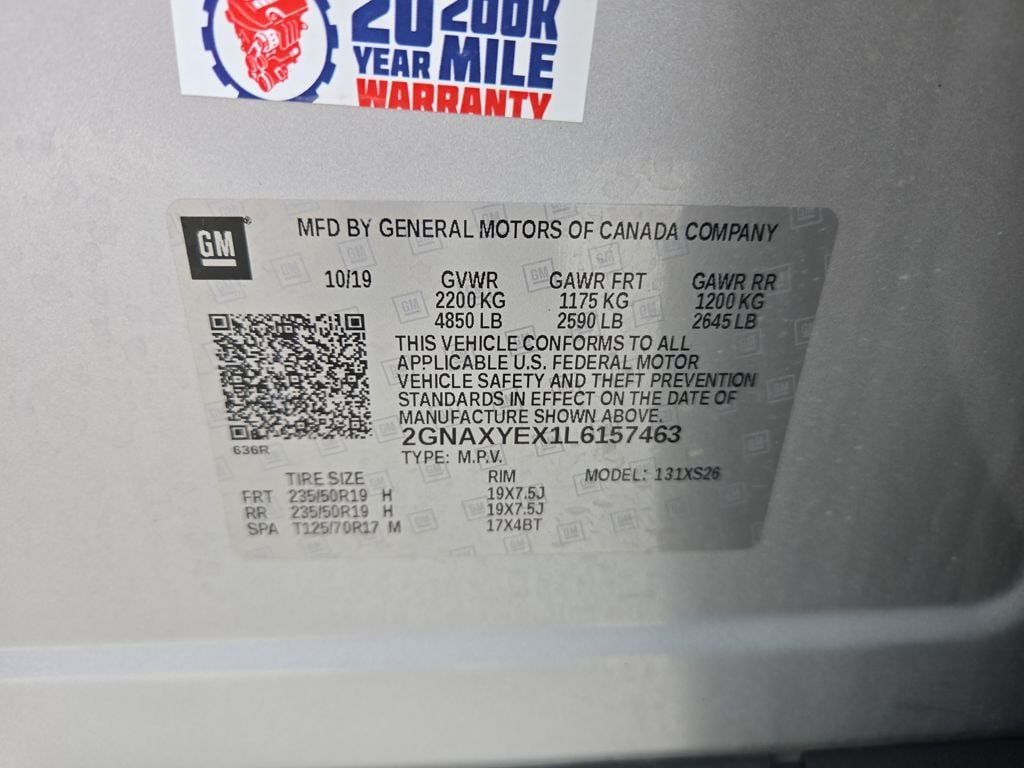 20 200K
YEAR MILE
WARRANTY
GM
MFD BY GENERAL MOTORS OF CANADA COMPANY
10/19 GVWR GAWR FRT GAWR RR
2200 KG 1175 KG 1200 KG
4850 LB 2590 LB 2645 LB
THIS VEHICLE CONFORMS TO ALL
APPLICABLE U.S. FEDERAL MOTOR
VEHICLE SAFETY AND THEFT PREVENTION
STANDARDS IN EFFECT ON THE DATE OF
MANUFACTURE SHOWN ABOVE.
2GNAXYEX1L6157463
636R
TYPE: M.P.V.
TIRE SIZE RIM MODEL: 131XS26
FRT 235/50R19 H 19X7.5J
RR 235/50R19 H 19X7.5J
SPA T125/70R17 M 17X4BT